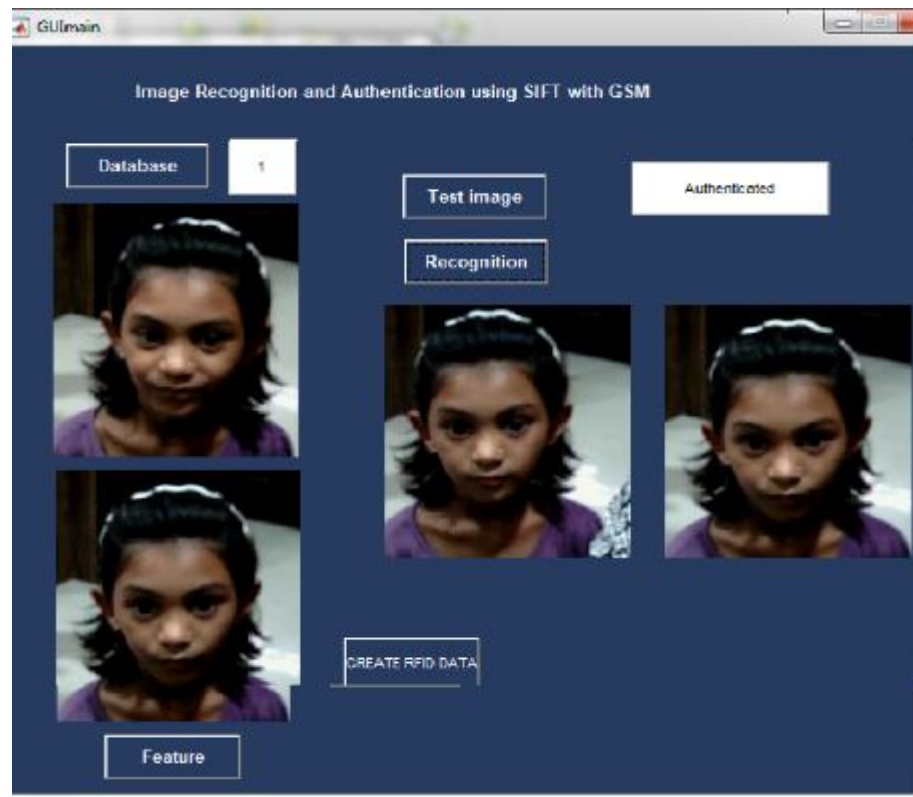 GUImain
Image Recognition and Authentication using SIFT with GSM
Database
1
Test image
Authenticated
Recognition
CREATE RFID DATA
Feature